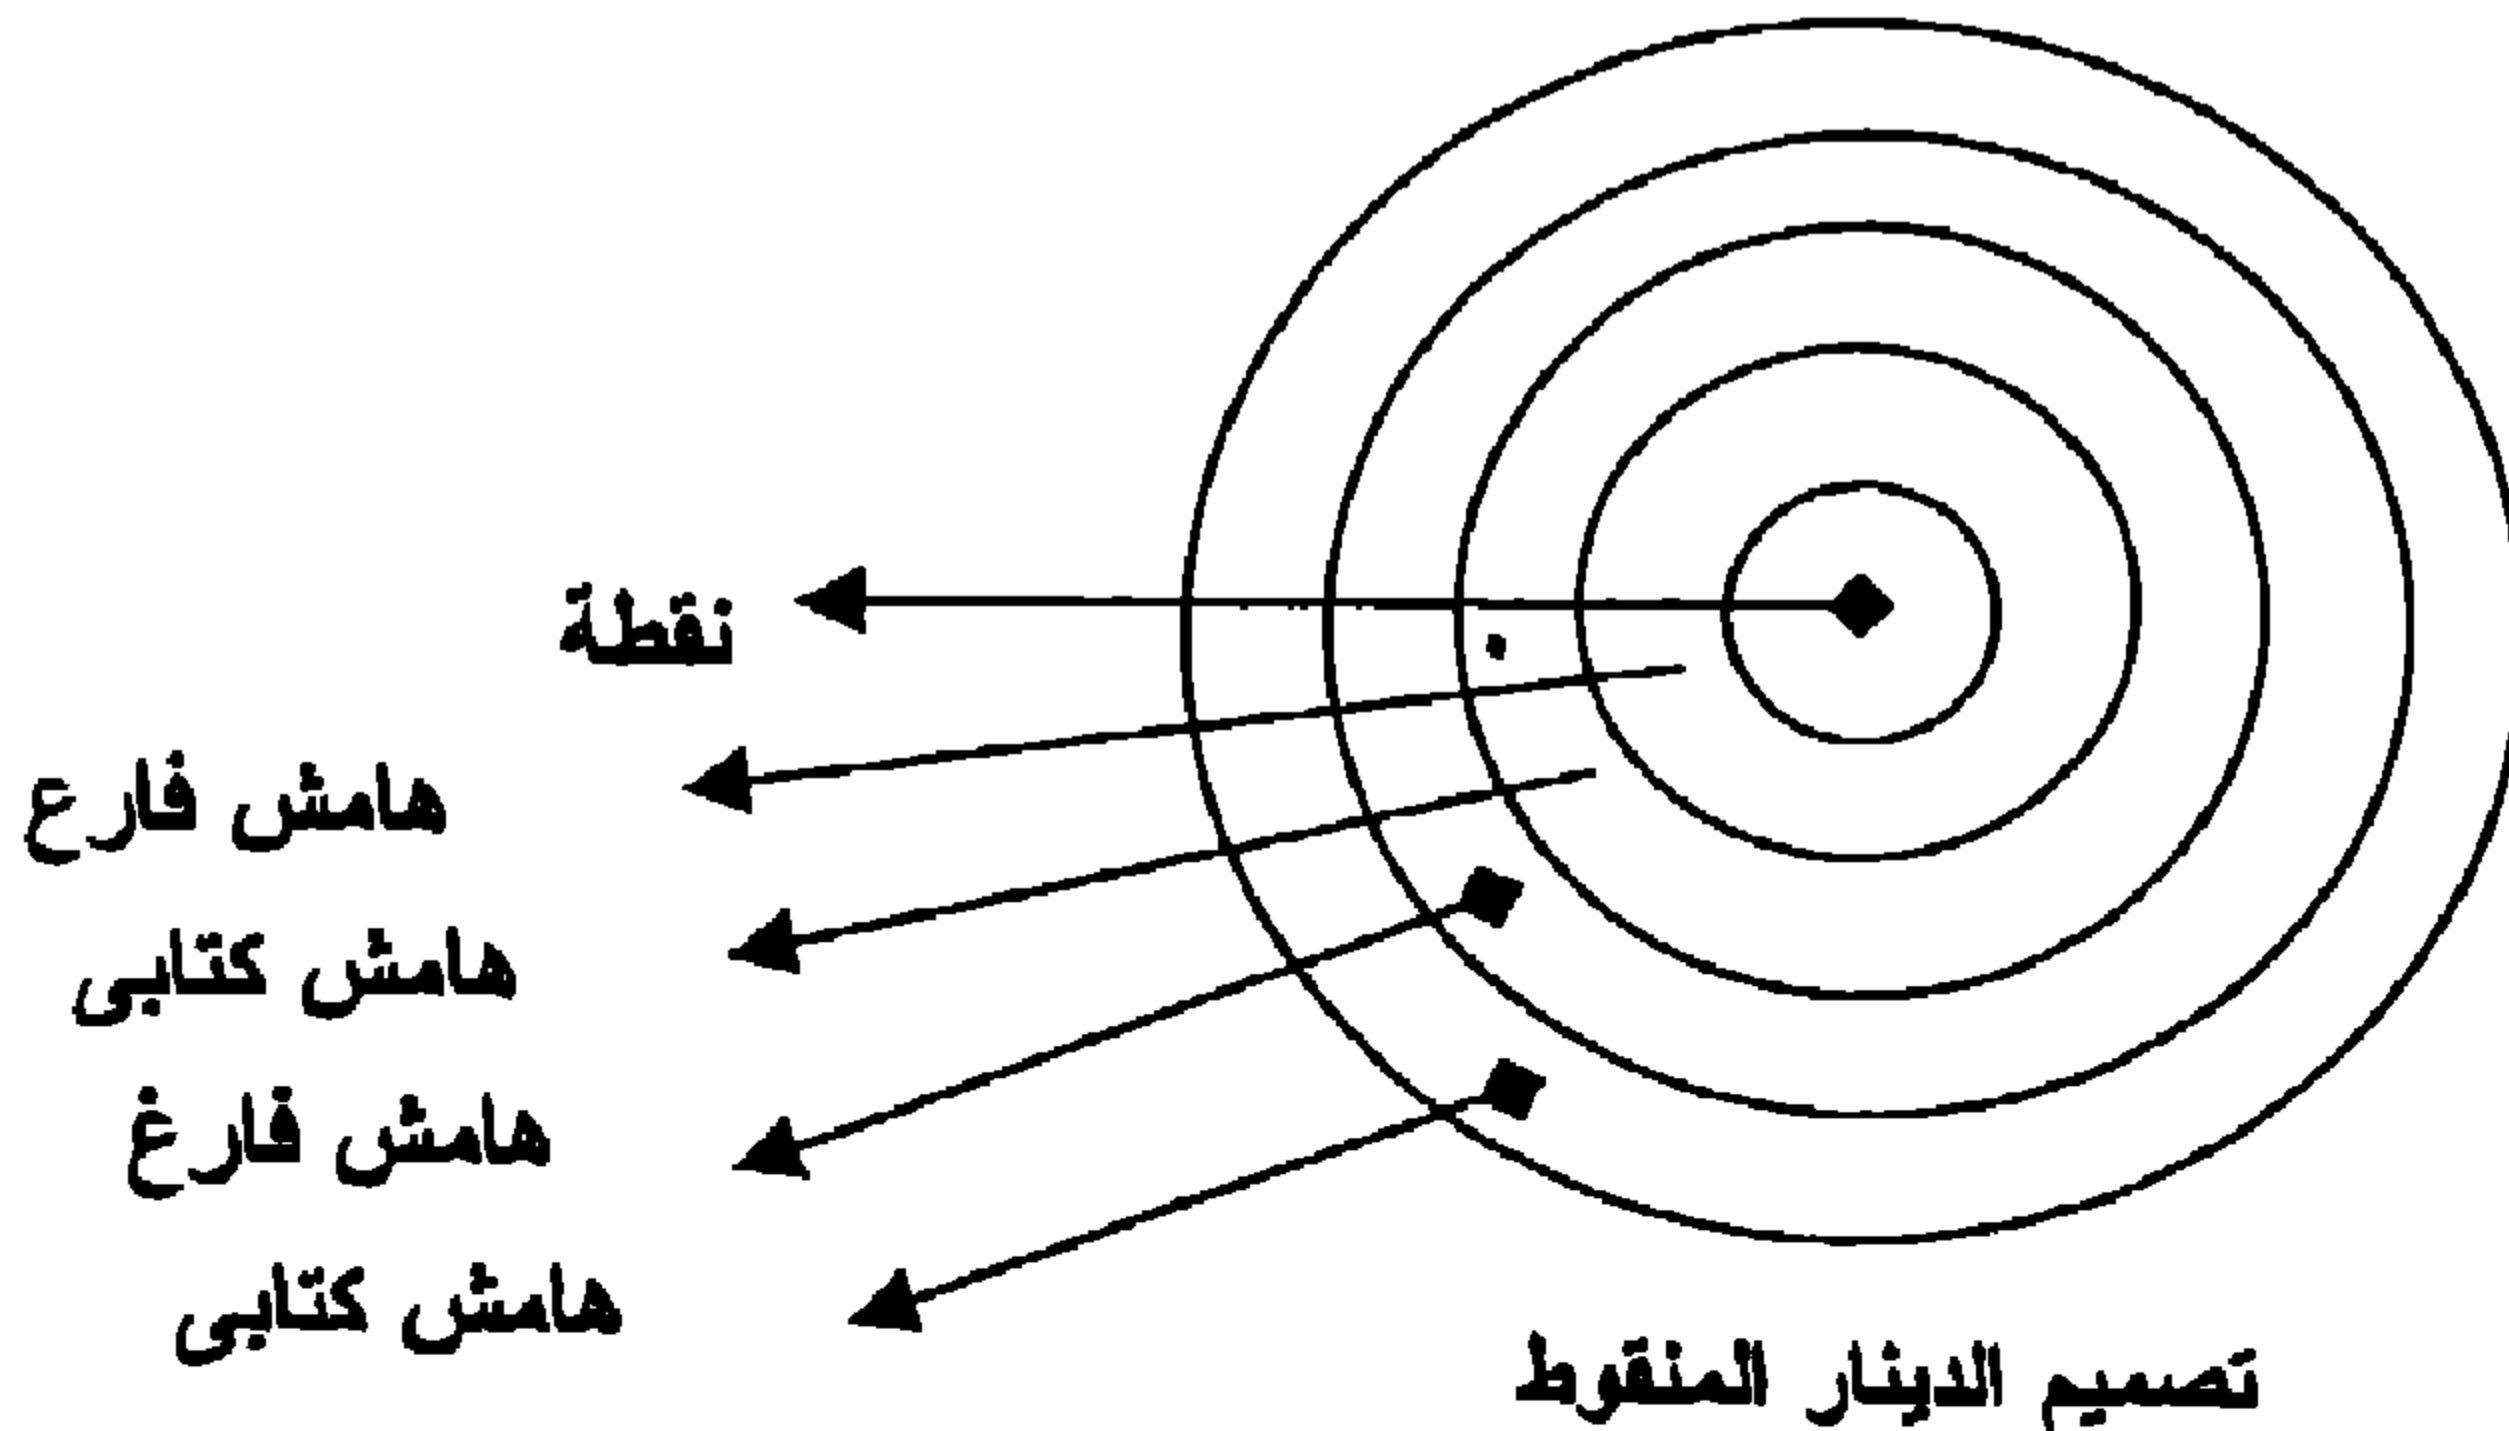 نقطة
هامش فارع
هامش كتابى
هامش فارغ
هامش كتابى
تصميم الدينار المنقوط